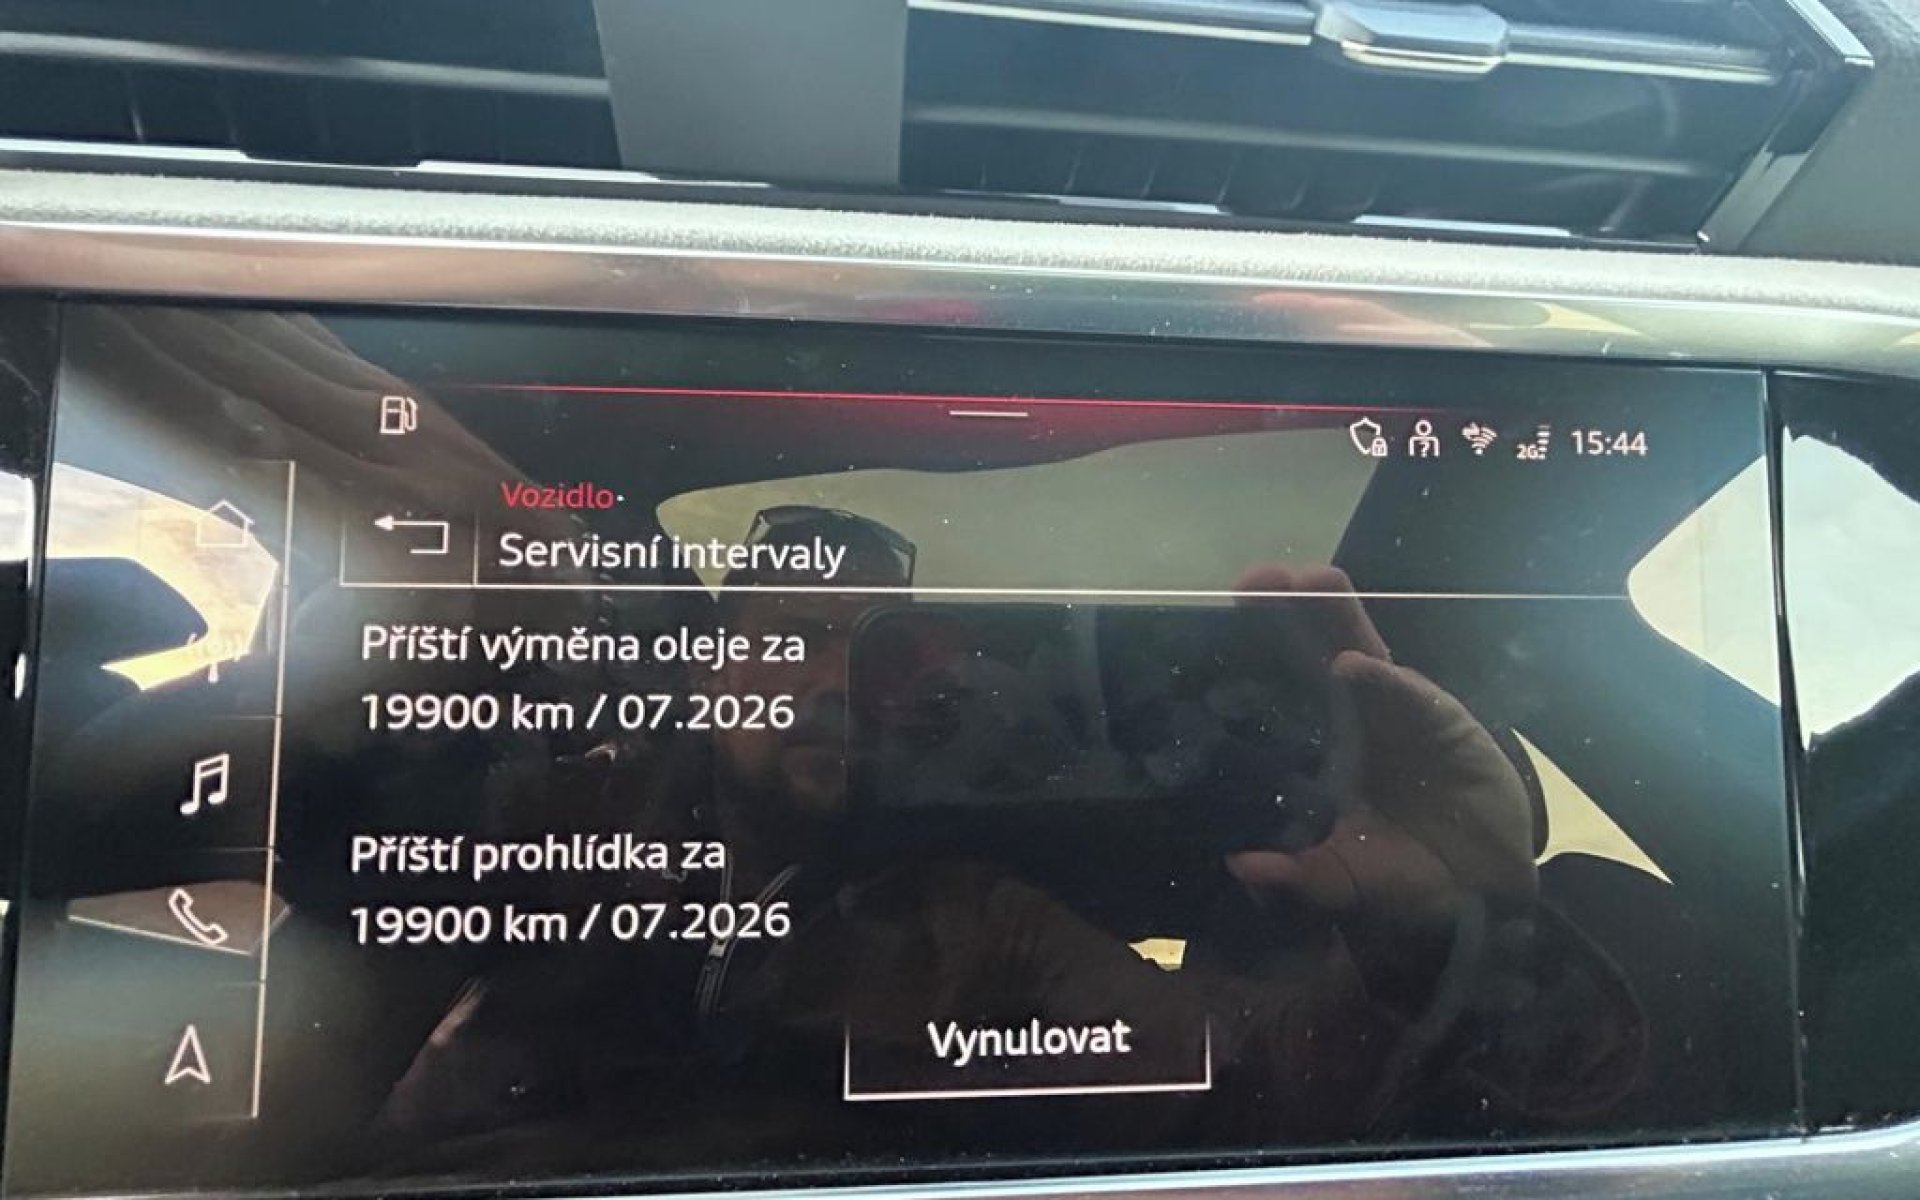 2G
15:44
Vozidlo
Servisní intervaly
Příští výměna oleje za
19900 km / 07.2026
Příští prohlídka za
19900 km / 07.2026
Vynulovat